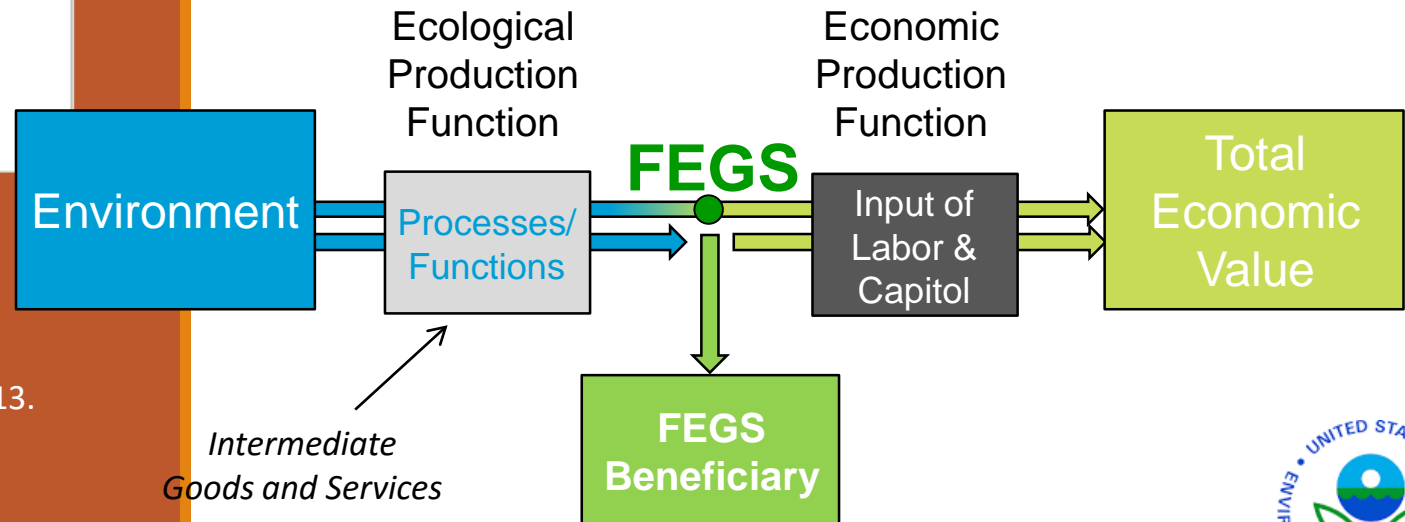 Ecological
Production
Function
Economic
Production
Function
FEGS
Environment
Processes/
Functions
Input of
Labor &
Capitol
Total
Economic
Value
13.
Intermediate
Goods and Services
FEGS
Beneficiary
UNITED STA
ENVIR